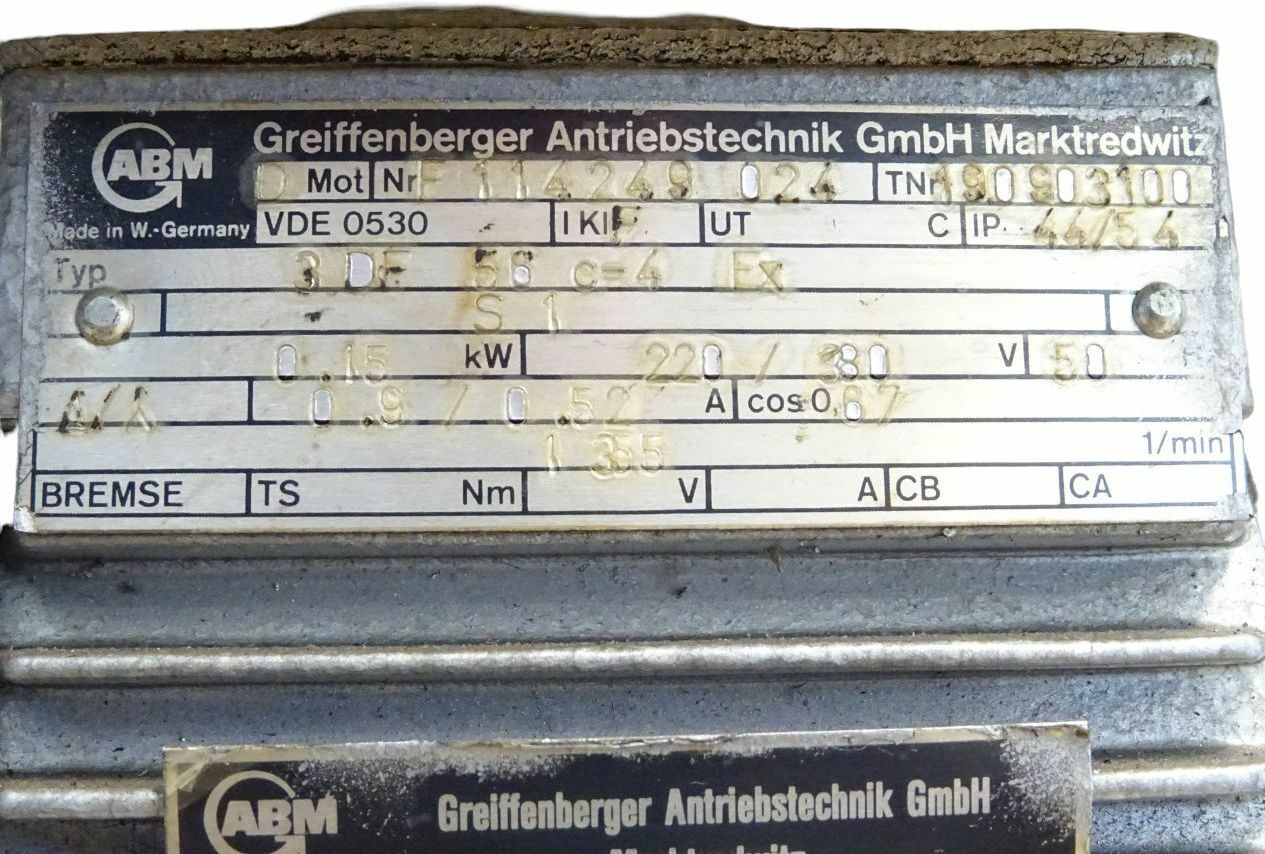 ABM Greiffenberger Antriebstechnik GmbH Marktredwitz
D Mot Nr F 114249 024 TNr 190903100
Made in W.-Germany VDE 0530 I Kl F UT C IP 44/54
Typ 3 DF 56 c-4 Ex
S 1
0.15 kW 220 / 380 V 50
Δ/⅄ 0.9 / 0.52 A cos 0,67
1 355 1/min
BREMSE TS Nm V A CB CA
ABM Greiffenberger Antriebstechnik GmbH
Marktredwitz